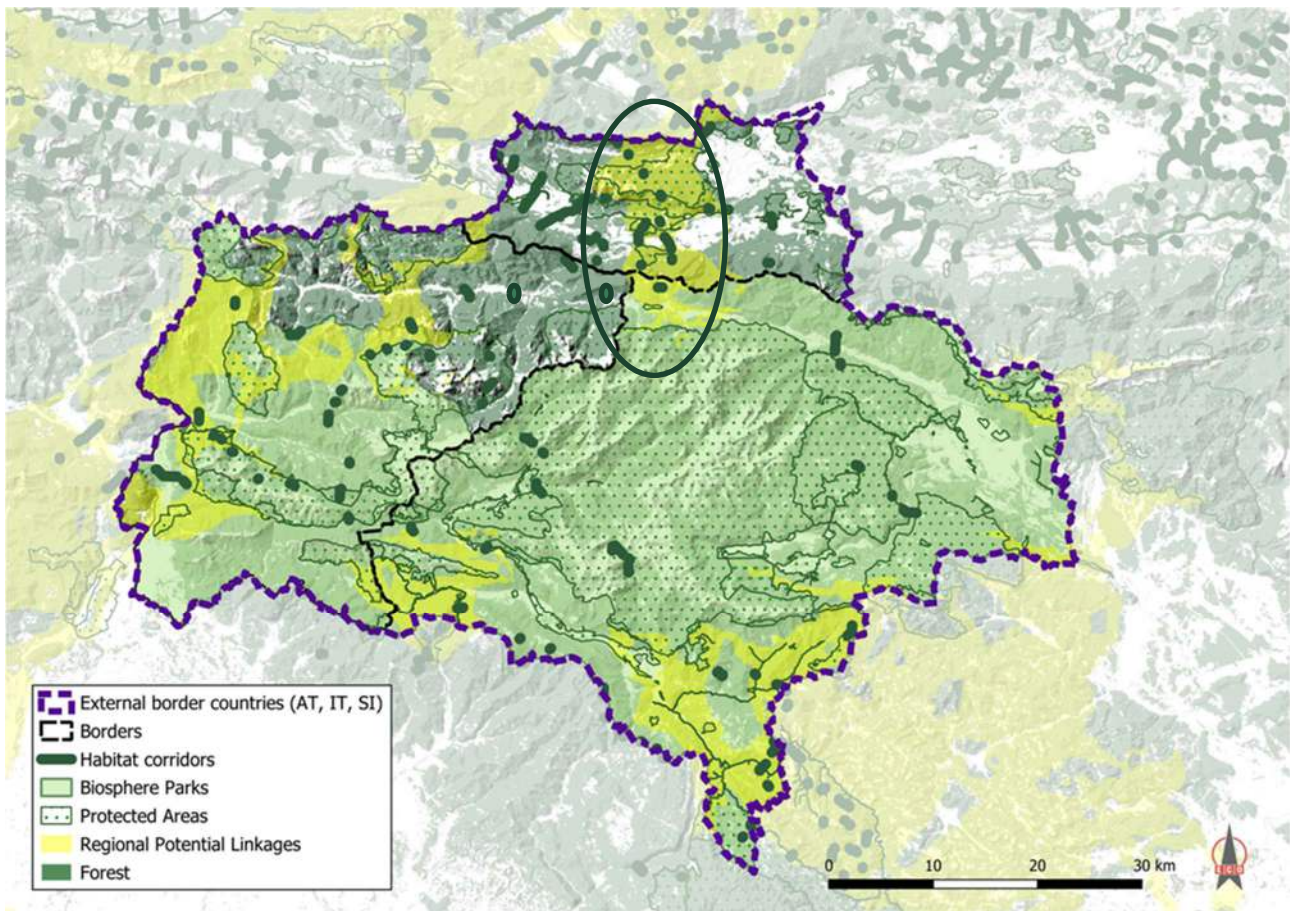 External border countries (AT, IT, SI)
Borders
Habitat corridors
Biosphere Parks
Protected Areas
Regional Potential Linkages
Forest
0 10 20 30 km
E.C.O